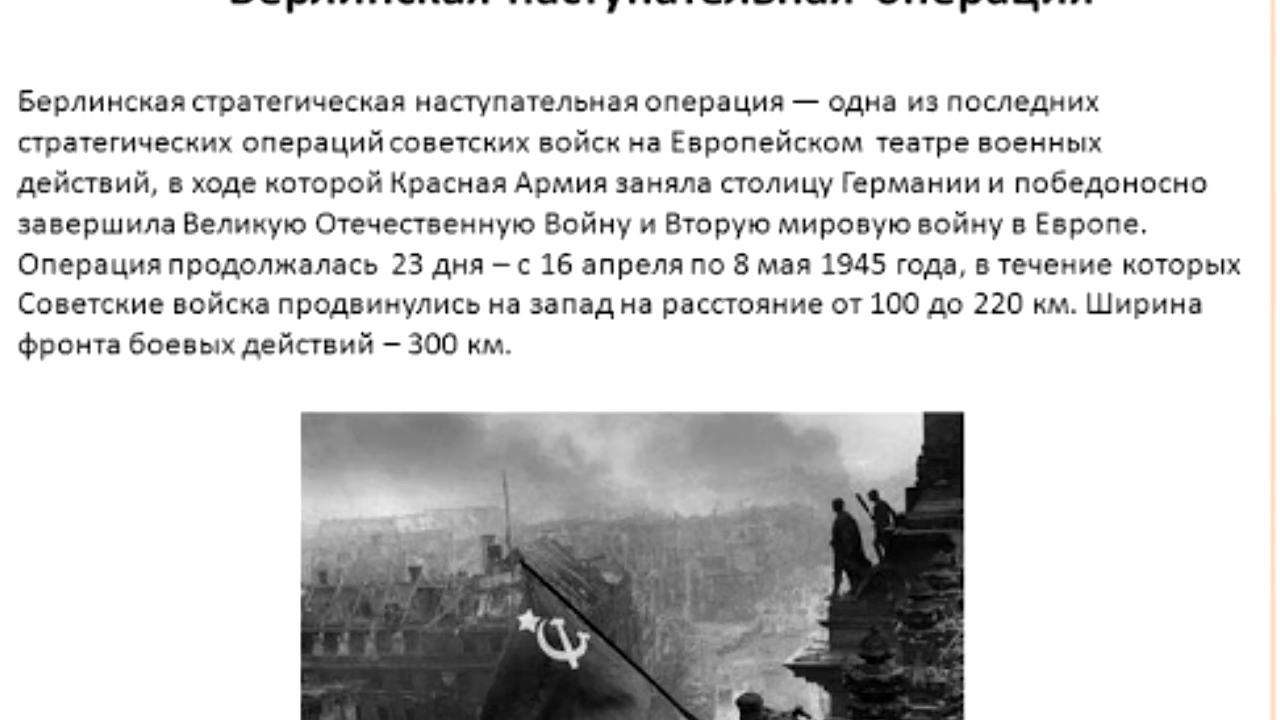 Берлинская наступательная операция
Берлинская стратегическая наступательная операция — одна из последних
стратегических операций советских войск на Европейском театре военных
действий, в ходе которой Красная Армия заняла столицу Германии и победоносно
завершила Великую Отечественную Войну и Вторую мировую войну в Европе.
Операция продолжалась 23 дня – с 16 апреля по 8 мая 1945 года, в течение которых
Советские войска продвинулись на запад на расстояние от 100 до 220 км. Ширина
фронта боевых действий – 300 км.